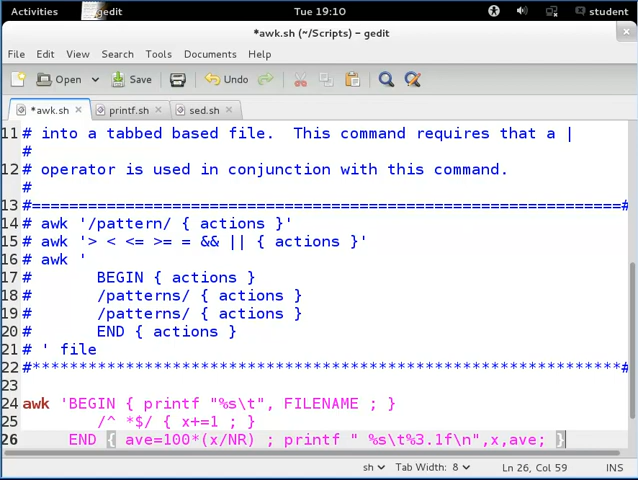 Activities gedit Tue 19:10 student
*awk.sh (~/Scripts) - gedit
File Edit View Search Tools Documents Help
Open Save Undo
*awk.sh printf.sh sed.sh
11 # into a tabbed based file.  This command requires that a |
#
12 # operator is used in conjunction with this command.
#
13 #===============================================================#
14 # awk '/pattern/ { actions }'
15 # awk '> < <= >= = && || { actions }'
16 # awk '
17 #       BEGIN { actions }
18 #       /patterns/ { actions }
19 #       /patterns/ { actions }
20 #       END { actions }
21 # ' file
22 #***************************************************************#
23
24 awk 'BEGIN { printf "%s\t", FILENAME ; }
25         /^ *$/ { x+=1 ; }
26      END { ave=100*(x/NR) ; printf " %s\t%3.1f\n",x,ave; }
sh Tab Width: 8 Ln 26, Col 59 INS